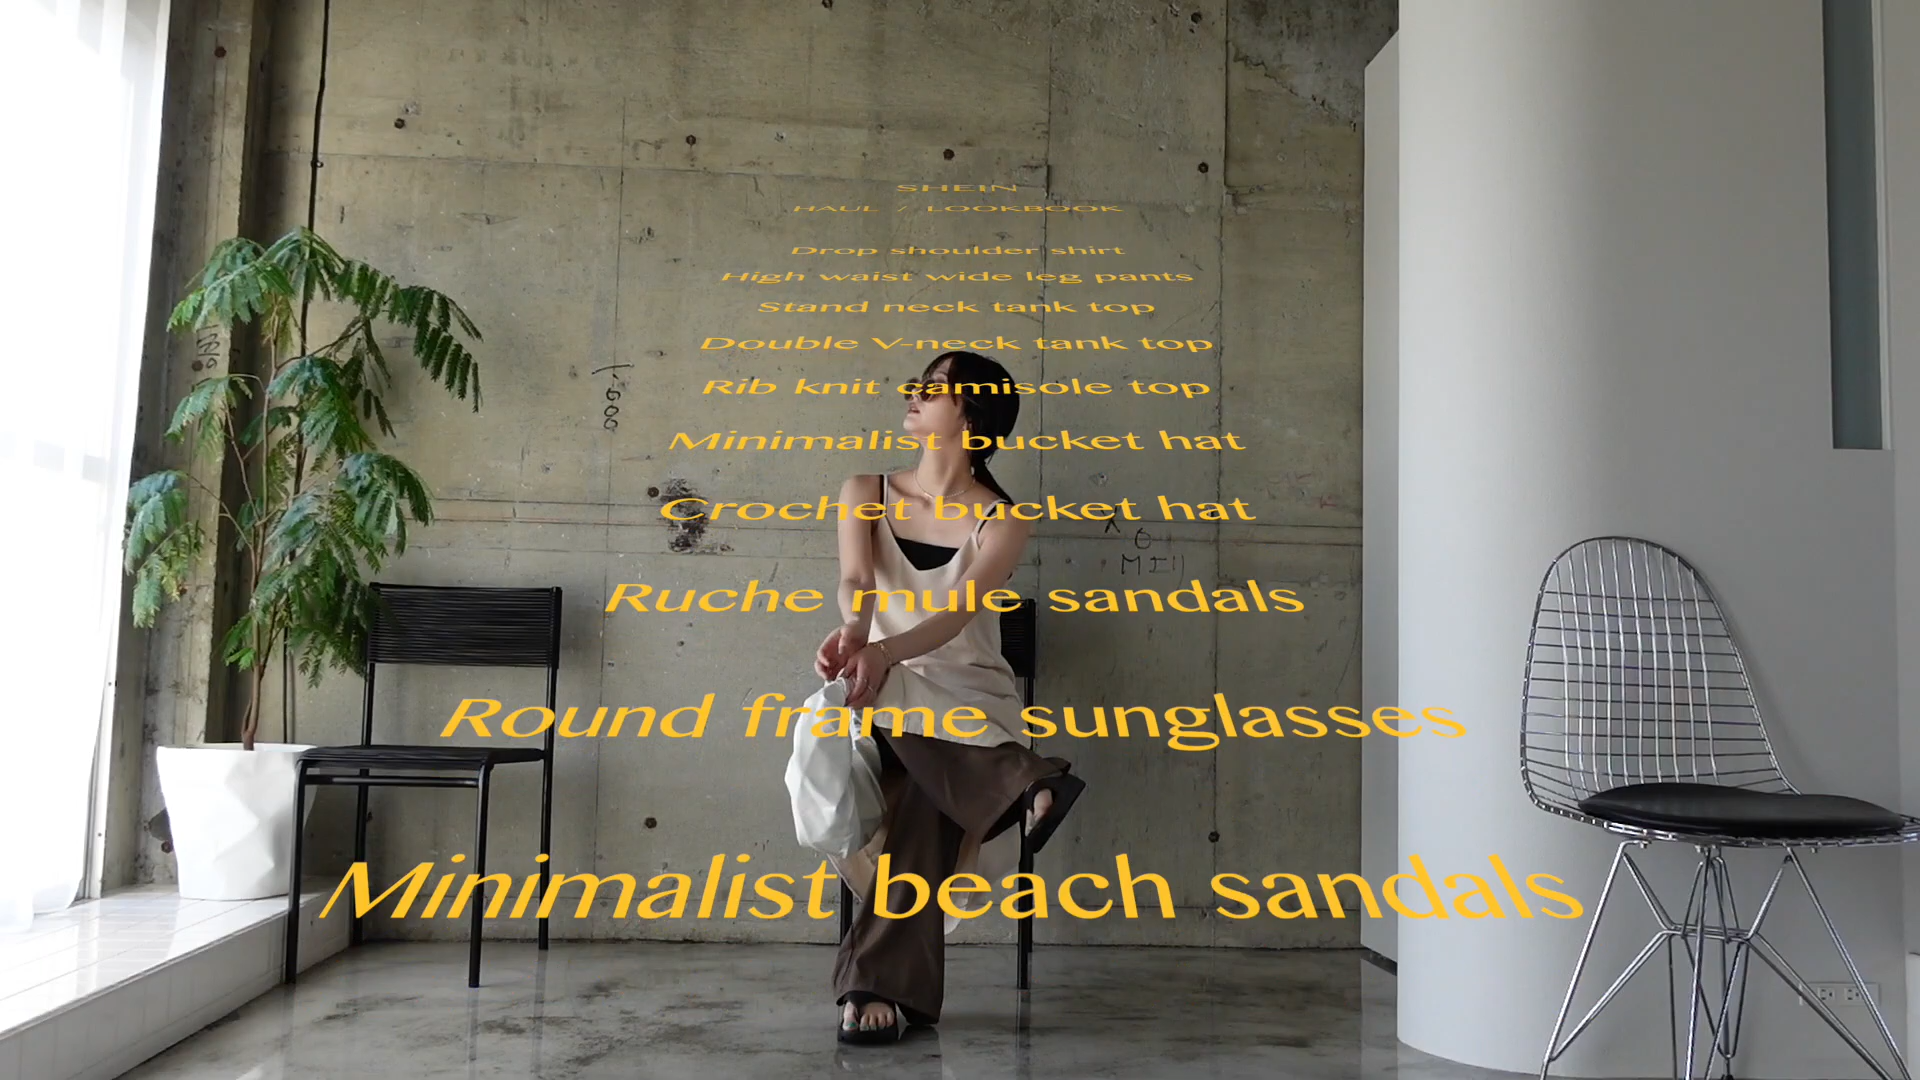 SHEIN
HAUL / LOOKBOOK
Drop shoulder shirt
High waist wide leg pants
Stand neck tank top
Double V-neck tank top
Rib knit camisole top
Minimalist bucket hat
Crochet bucket hat
Ruche mule sandals
Round frame sunglasses
Minimalist beach sandals